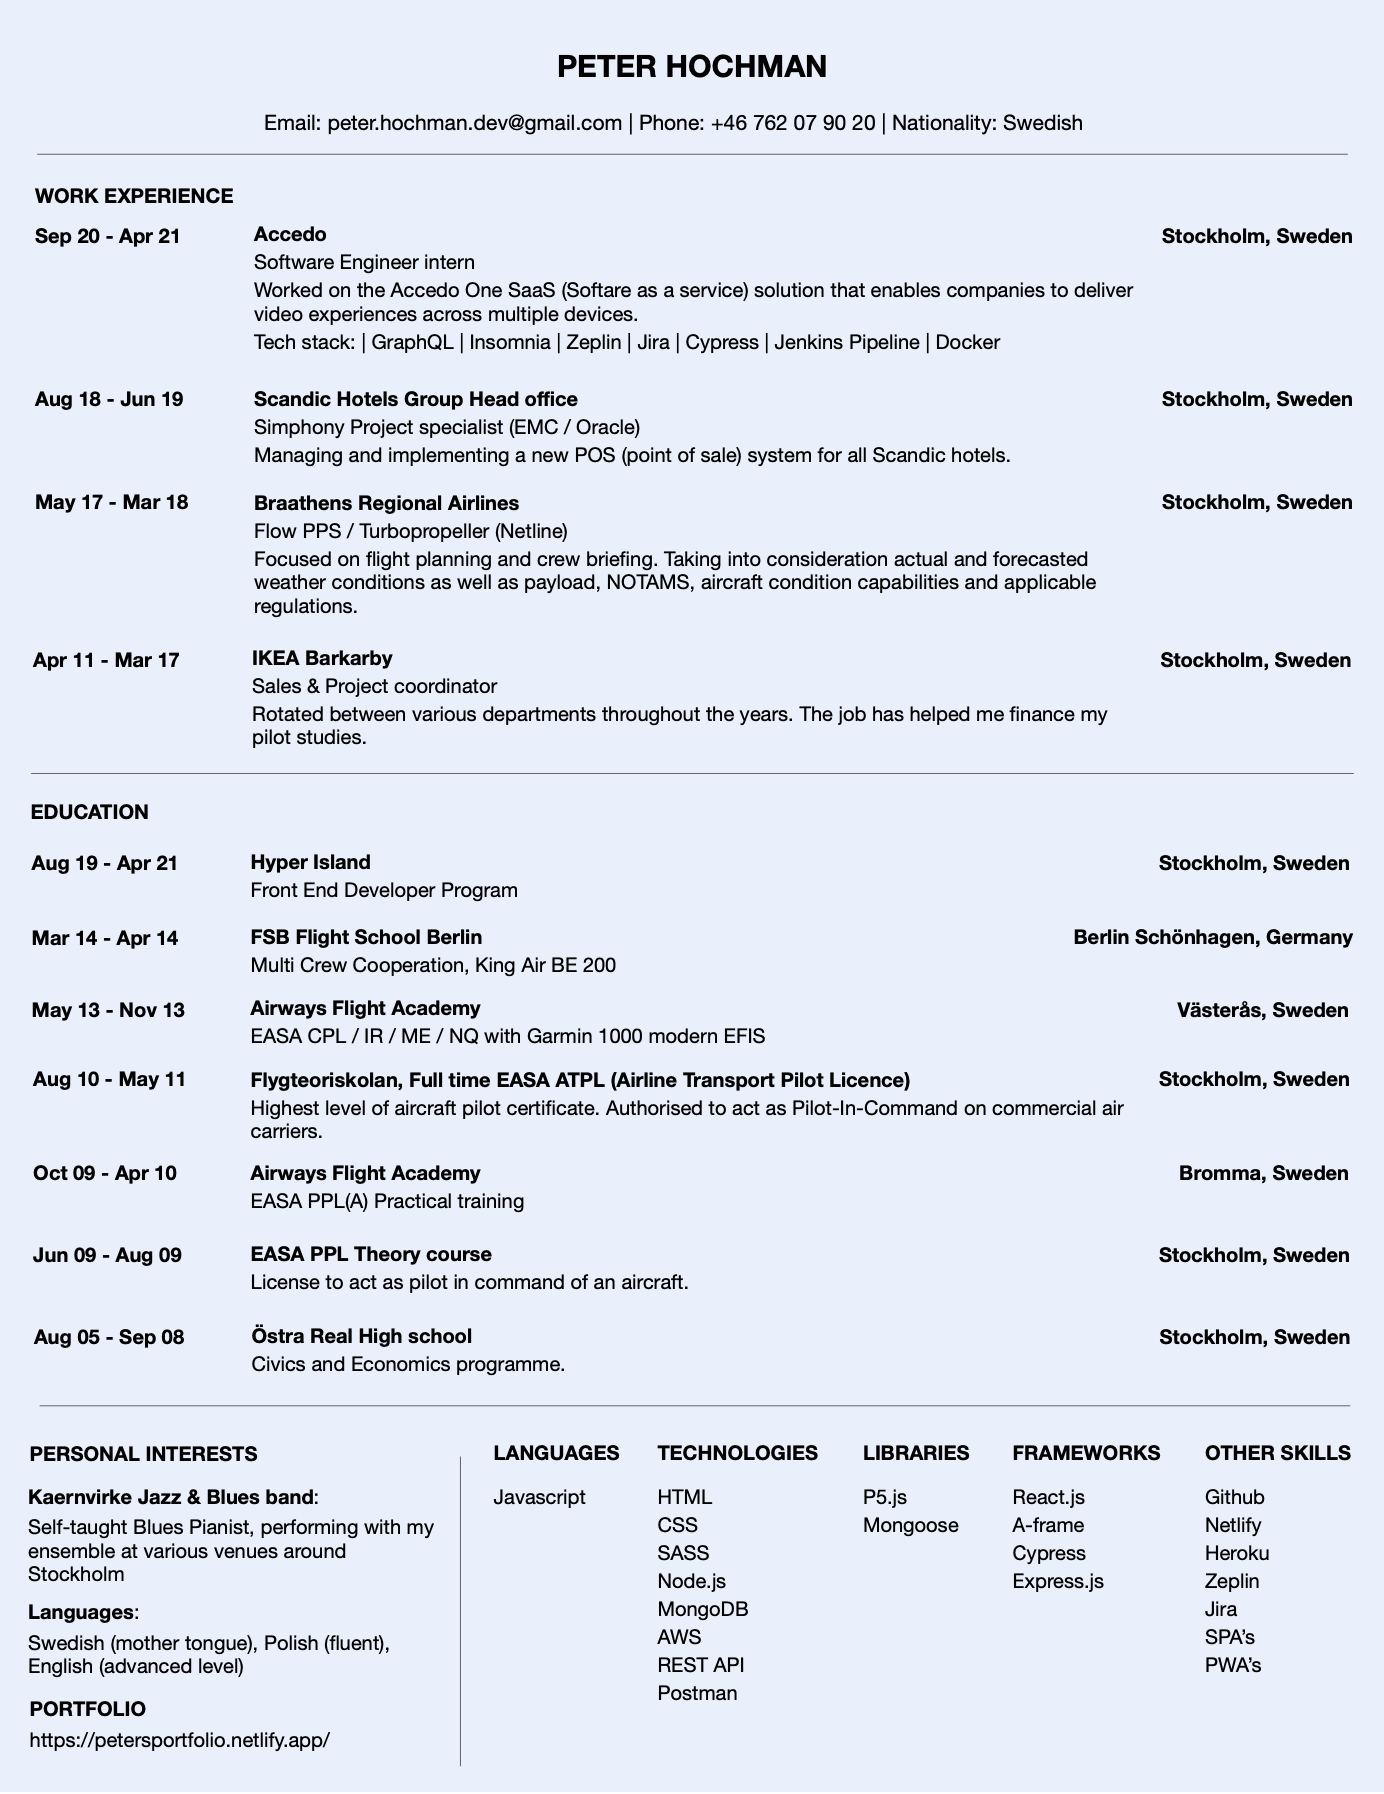 PETER HOCHMAN
Email: peter.hochman.dev@gmail.com | Phone: +46 762 07 90 20 | Nationality: Swedish
WORK EXPERIENCE
Sep 20 - Apr 21 Accedo Stockholm, Sweden
Software Engineer intern
Worked on the Accedo One SaaS (Softare as a service) solution that enables companies to deliver
video experiences across multiple devices.
Tech stack: | GraphQL | Insomnia | Zeplin | Jira | Cypress | Jenkins Pipeline | Docker
Aug 18 - Jun 19 Scandic Hotels Group Head office Stockholm, Sweden
Simphony Project specialist (EMC / Oracle)
Managing and implementing a new POS (point of sale) system for all Scandic hotels.
May 17 - Mar 18 Braathens Regional Airlines Stockholm, Sweden
Flow PPS / Turbopropeller (Netline)
Focused on flight planning and crew briefing. Taking into consideration actual and forecasted
weather conditions as well as payload, NOTAMS, aircraft condition capabilities and applicable
regulations.
Apr 11 - Mar 17 IKEA Barkarby Stockholm, Sweden
Sales & Project coordinator
Rotated between various departments throughout the years. The job has helped me finance my
pilot studies.
EDUCATION
Aug 19 - Apr 21 Hyper Island Stockholm, Sweden
Front End Developer Program
Mar 14 - Apr 14 FSB Flight School Berlin Berlin Schönhagen, Germany
Multi Crew Cooperation, King Air BE 200
May 13 - Nov 13 Airways Flight Academy Västerås, Sweden
EASA CPL / IR / ME / NQ with Garmin 1000 modern EFIS
Aug 10 - May 11 Flygteoriskolan, Full time EASA ATPL (Airline Transport Pilot Licence) Stockholm, Sweden
Highest level of aircraft pilot certificate. Authorised to act as Pilot-In-Command on commercial air
carriers.
Oct 09 - Apr 10 Airways Flight Academy Bromma, Sweden
EASA PPL(A) Practical training
Jun 09 - Aug 09 EASA PPL Theory course Stockholm, Sweden
License to act as pilot in command of an aircraft.
Aug 05 - Sep 08 Östra Real High school Stockholm, Sweden
Civics and Economics programme.
PERSONAL INTERESTS
Kaernvirke Jazz & Blues band:
Self-taught Blues Pianist, performing with my
ensemble at various venues around
Stockholm
Languages:
Swedish (mother tongue), Polish (fluent),
English (advanced level)
PORTFOLIO
https://petersportfolio.netlify.app/
LANGUAGES
Javascript
TECHNOLOGIES
HTML
CSS
SASS
Node.js
MongoDB
AWS
REST API
Postman
LIBRARIES
P5.js
Mongoose
FRAMEWORKS
React.js
A-frame
Cypress
Express.js
OTHER SKILLS
Github
Netlify
Heroku
Zeplin
Jira
SPA’s
PWA’s